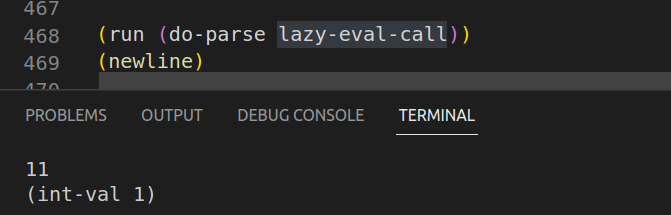 467
468 (run (do-parse lazy-eval-call))
469 (newline)
470
PROBLEMS OUTPUT DEBUG CONSOLE TERMINAL
11
(int-val 1)